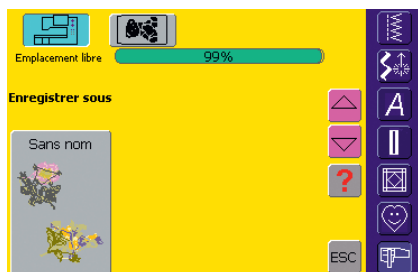 Emplacement libre
99%
Enregistrer sous
Sans nom
?
ESC
A